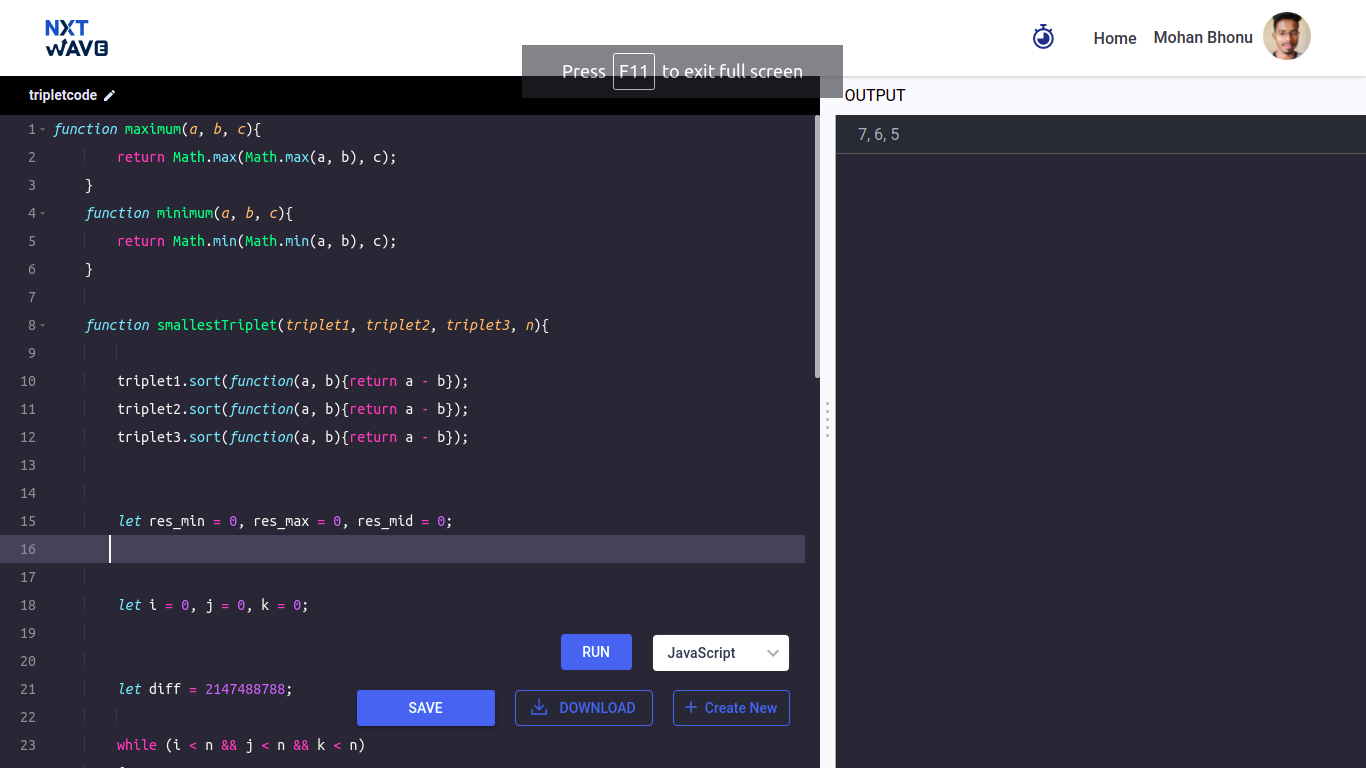 NXT
WAVE
Home Mohan Bhonu
Press F11 to exit full screen
tripletcode
OUTPUT
7, 6, 5
1 function maximum(a, b, c){
2 return Math.max(Math.max(a, b), c);
3 }
4 function minimum(a, b, c){
5 return Math.min(Math.min(a, b), c);
6 }
7
8 function smallestTriplet(triplet1, triplet2, triplet3, n){
9
10 triplet1.sort(function(a, b){return a - b});
11 triplet2.sort(function(a, b){return a - b});
12 triplet3.sort(function(a, b){return a - b});
13
14
15 let res_min = 0, res_max = 0, res_mid = 0;
16
17
18 let i = 0, j = 0, k = 0;
19
20
21 let diff = 2147488788;
22
23 while (i < n && j < n && k < n)
RUN JavaScript
SAVE DOWNLOAD + Create New